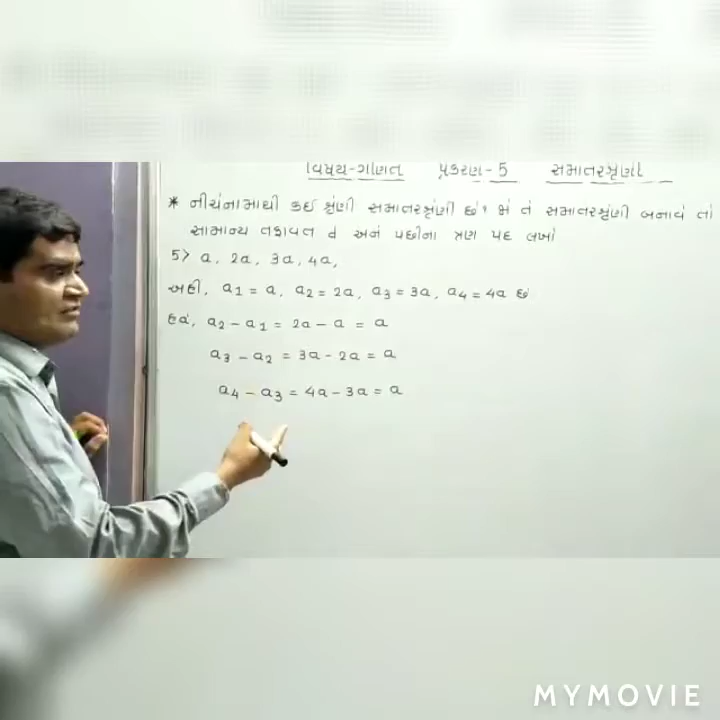 વિષય-ગણિત પ્રકરણ-5 સમાંતરશ્રેણી
* નીચેનામાંથી કઈ શ્રેણી સમાંતરશ્રેણી છે? જો તે સમાંતરશ્રેણી બનાવે તો
સામાન્ય તફાવત d અને પછીના ત્રણ પદ લખો
5> a, 2a, 3a, 4a,
અહીં, a₁ = a, a₂ = 2a, a₃ = 3a, a₄ = 4a છે
હવે, a₂ - a₁ = 2a - a = a
a₃ - a₂ = 3a - 2a = a
a₄ - a₃ = 4a - 3a = a
MYMOVIE